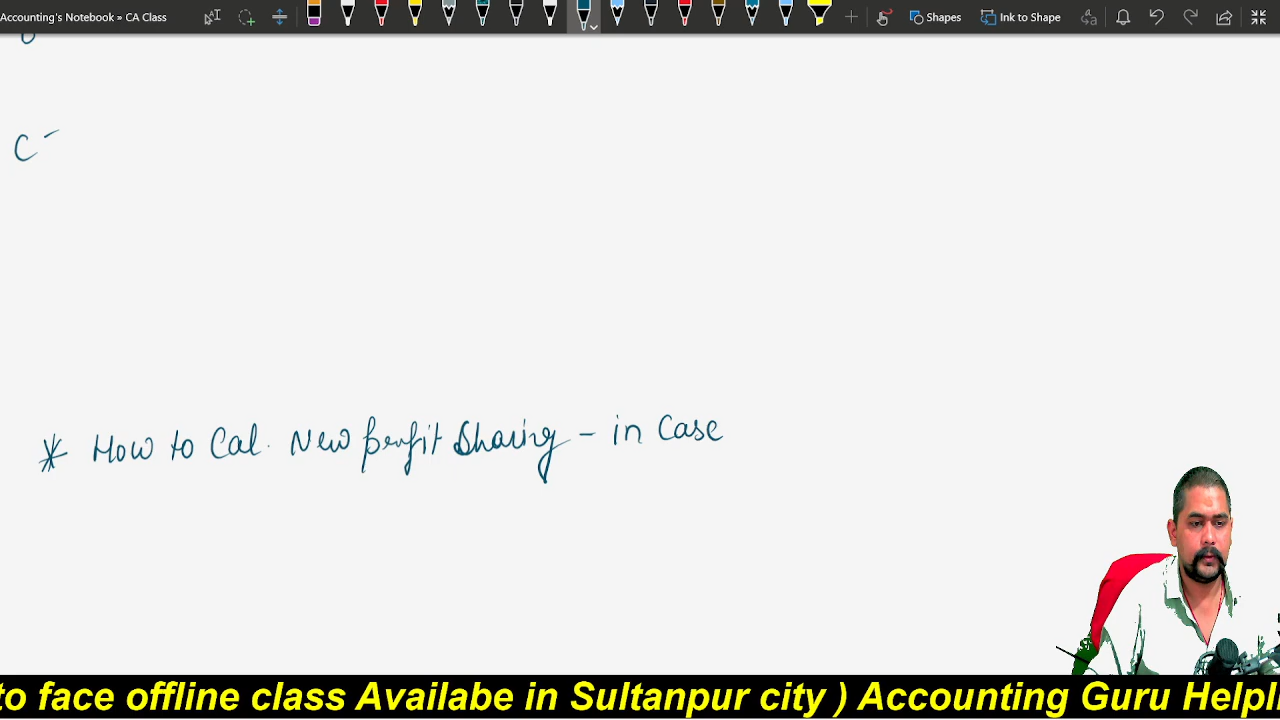 Accounting's Notebook » CA Class
Shapes
Ink to Shape
C -
* How to Cal. New profit Sharing - in Case
to face offline class Availabe in Sultanpur city ) Accounting Guru Helpl